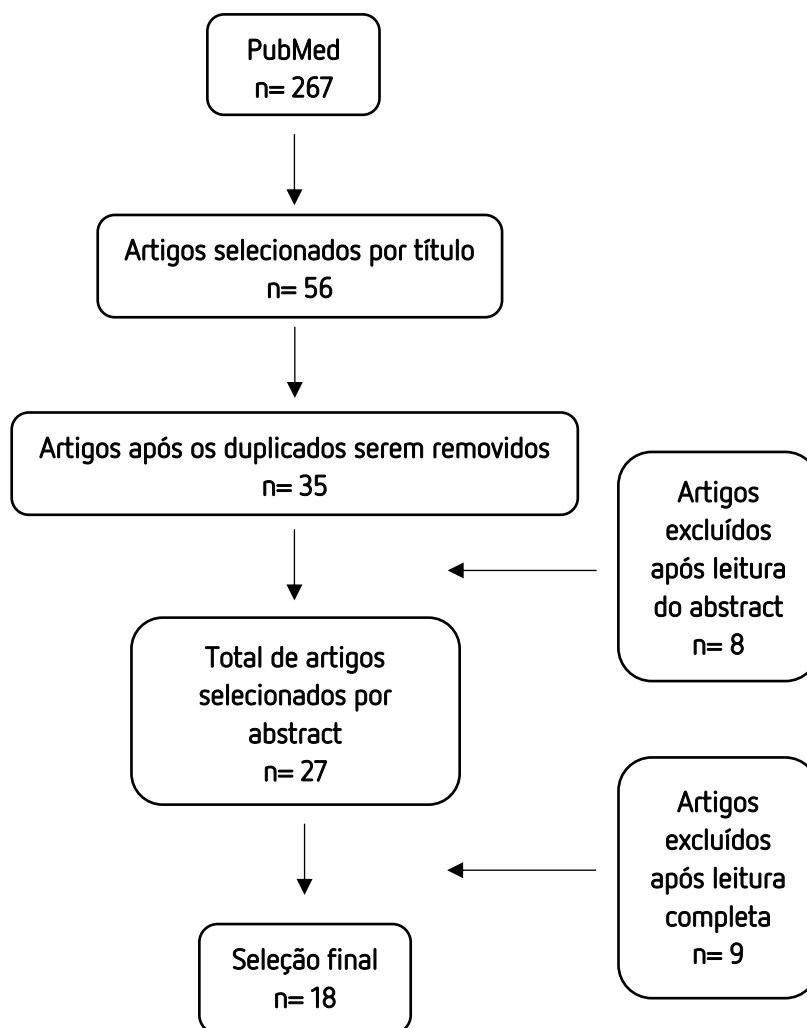 PubMed
n= 267
Artigos selecionados por título
n= 56
Artigos após os duplicados serem removidos
n= 35
Artigos
excluídos
após leitura
do abstract
n= 8
Total de artigos
selecionados por
abstract
n= 27
Artigos
excluídos
após leitura
completa
n= 9
Seleção final
n= 18